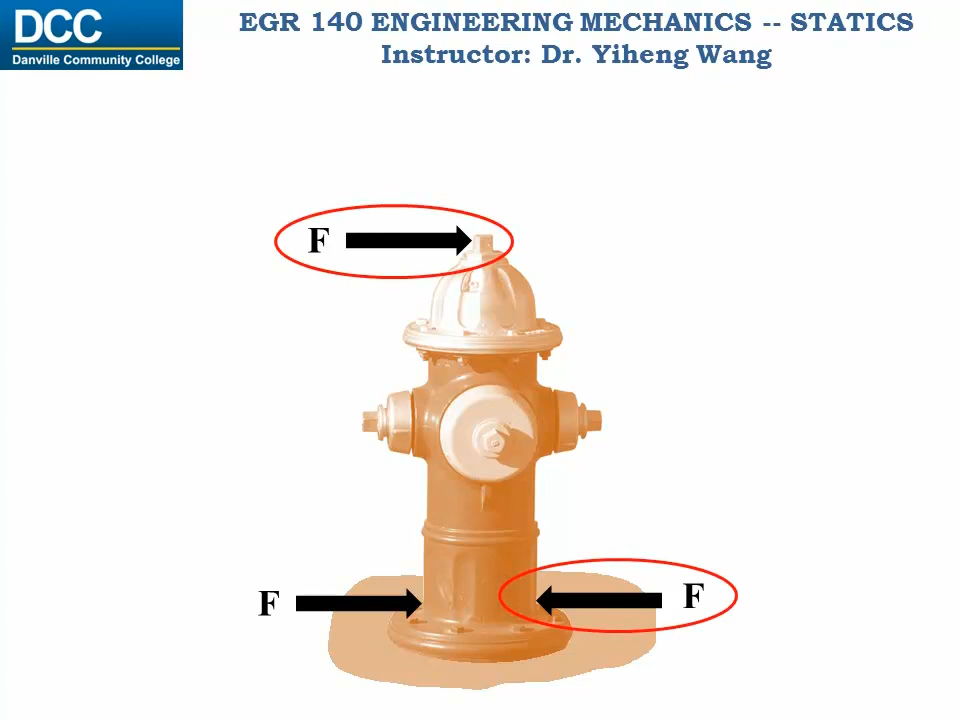 DCC
Danville Community College
EGR 140 ENGINEERING MECHANICS -- STATICS
Instructor: Dr. Yiheng Wang
F
F
F